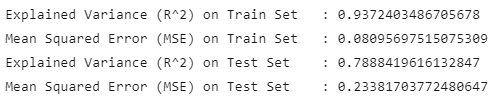 Explained Variance (R^2) on Train Set   : 0.9372403486705678
Mean Squared Error (MSE) on Train Set   : 0.08095697515075309
Explained Variance (R^2) on Test Set    : 0.7888419616132847
Mean Squared Error (MSE) on Test Set    : 0.23381703772480647